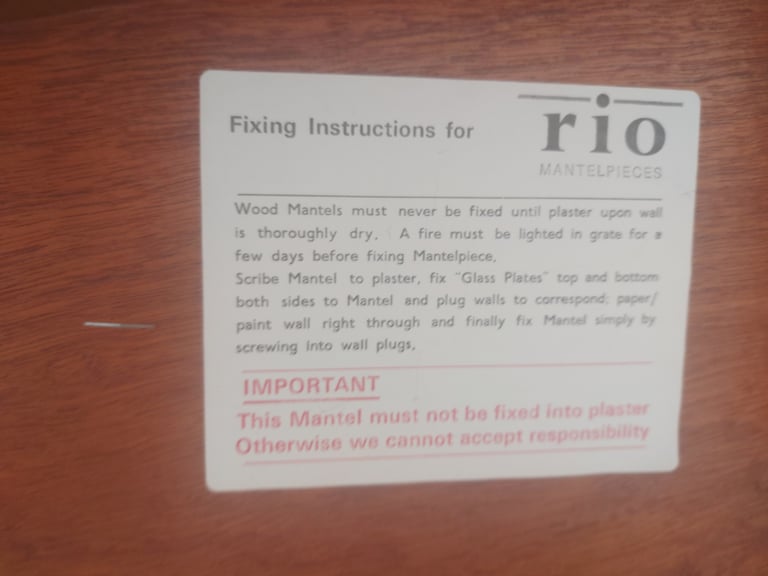 Fixing Instructions for
rio
MANTELPIECES
Wood Mantels must never be fixed until plaster upon wall
is thoroughly dry. A fire must be lighted in grate for a
few days before fixing Mantelpiece.
Scribe Mantel to plaster, fix "Glass Plates" top and bottom
both sides to Mantel and plug walls to correspond; paper/
paint wall right through and finally fix Mantel simply by
screwing into wall plugs.
IMPORTANT
This Mantel must not be fixed into plaster
Otherwise we cannot accept responsibility